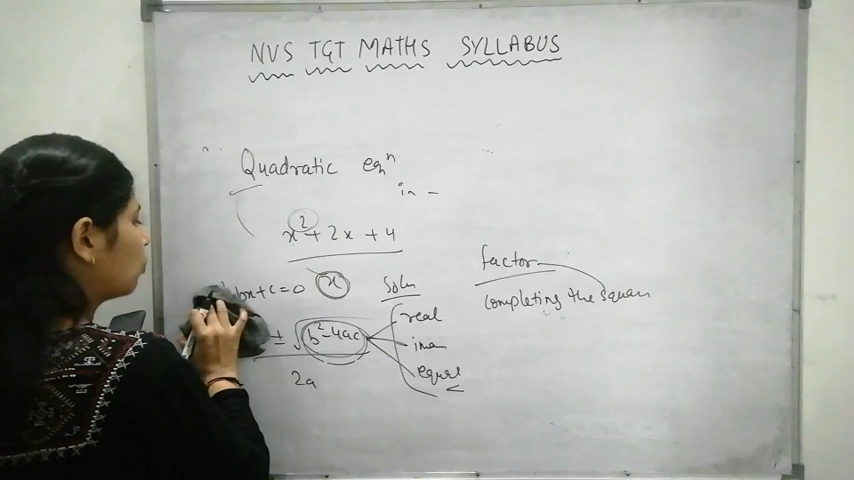 NVS TGT MATHS SYLLABUS
Quadratic eqn
in -
x² + 2x + 4
bx+c=0 x Soln
± √b²-4ac
2a
real
ima
equal
<
factor
completing the square